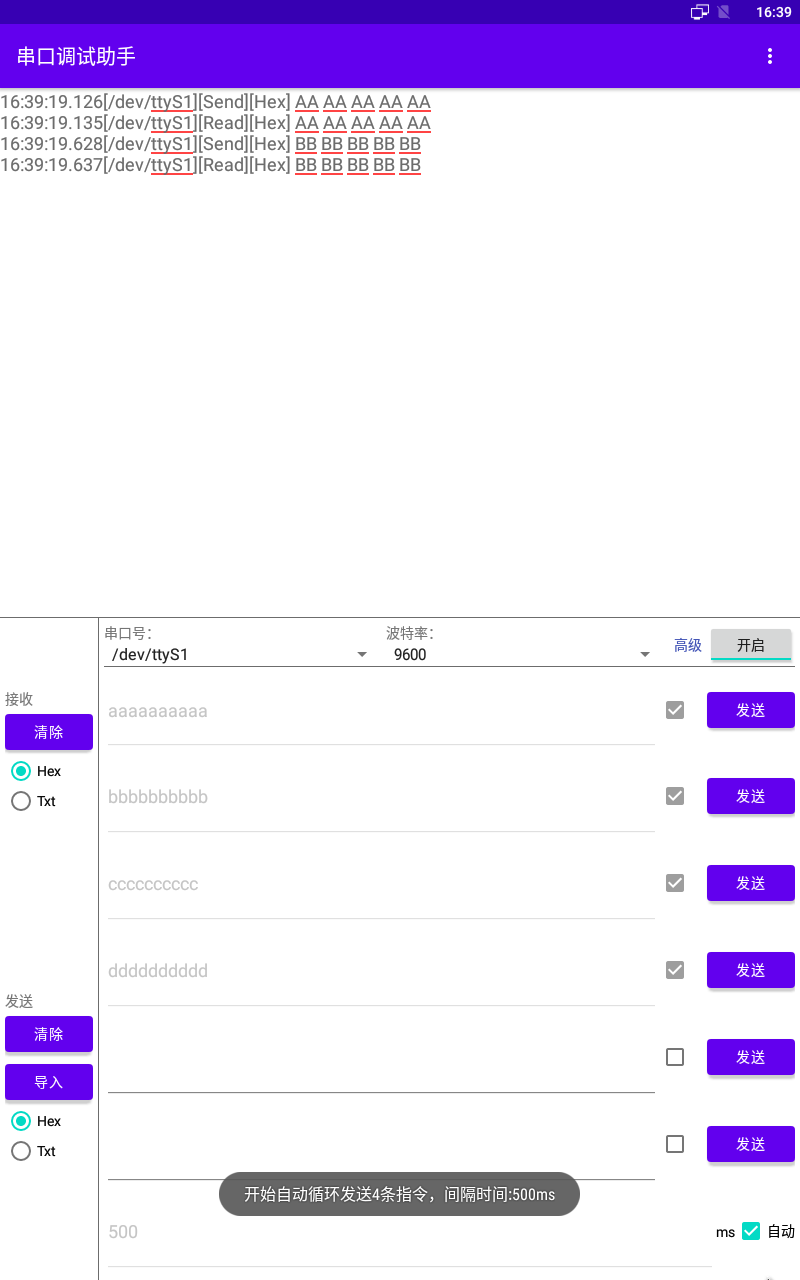 16:39
串口调试助手
16:39:19.126[/dev/ttyS1][Send][Hex] AA AA AA AA AA
16:39:19.135[/dev/ttyS1][Read][Hex] AA AA AA AA AA
16:39:19.628[/dev/ttyS1][Send][Hex] BB BB BB BB BB
16:39:19.637[/dev/ttyS1][Read][Hex] BB BB BB BB BB
串口号:
波特率:
/dev/ttyS1
9600
高级
开启
接收
清除
Hex
Txt
aaaaaaaaaa
发送
bbbbbbbbbb
发送
cccccccccc
发送
dddddddddd
发送
发送
清除
导入
Hex
Txt
发送
发送
开始自动循环发送4条指令，间隔时间:500ms
500
ms
自动